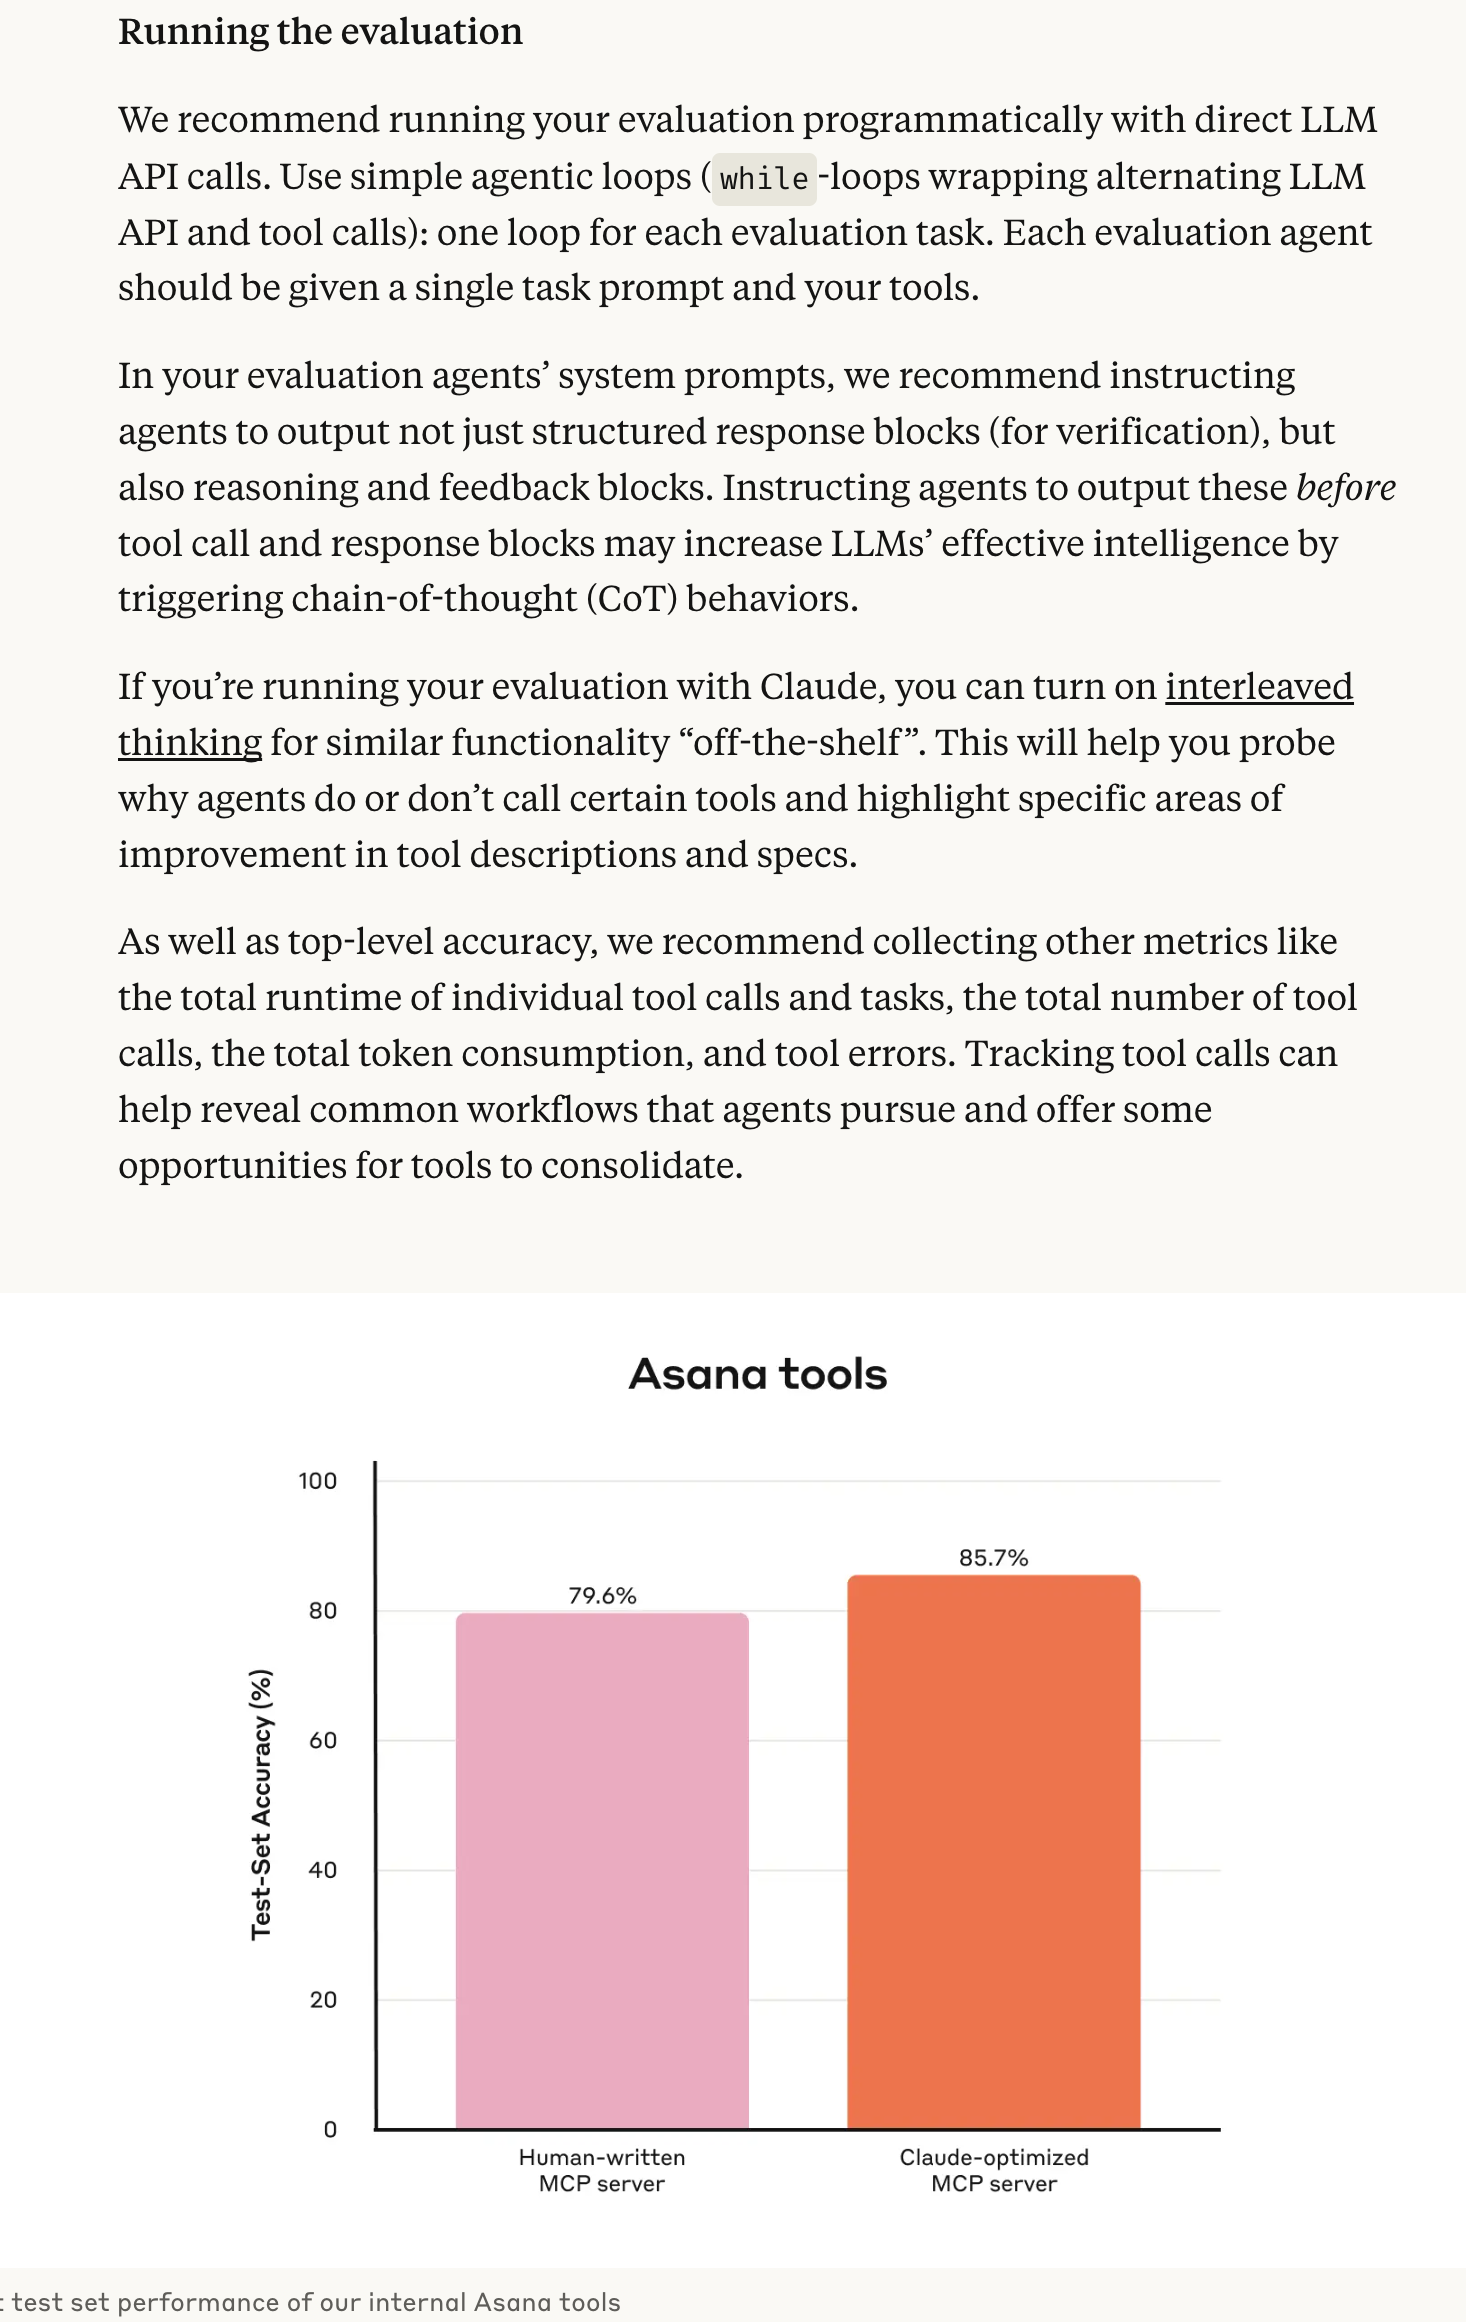 Running the evaluation
We recommend running your evaluation programmatically with direct LLM
API calls. Use simple agentic loops (while-loops wrapping alternating LLM
API and tool calls): one loop for each evaluation task. Each evaluation agent
should be given a single task prompt and your tools.
In your evaluation agents’ system prompts, we recommend instructing
agents to output not just structured response blocks (for verification), but
also reasoning and feedback blocks. Instructing agents to output these before
tool call and response blocks may increase LLMs’ effective intelligence by
triggering chain-of-thought (CoT) behaviors.
If you’re running your evaluation with Claude, you can turn on interleaved
thinking for similar functionality “off-the-shelf”. This will help you probe
why agents do or don’t call certain tools and highlight specific areas of
improvement in tool descriptions and specs.
As well as top-level accuracy, we recommend collecting other metrics like
the total runtime of individual tool calls and tasks, the total number of tool
calls, the total token consumption, and tool errors. Tracking tool calls can
help reveal common workflows that agents pursue and offer some
opportunities for tools to consolidate.
Asana tools
Test-Set Accuracy (%)
100
80
60
40
20
0
79.6%
85.7%
Human-written
MCP server
Claude-optimized
MCP server
test set performance of our internal Asana tools